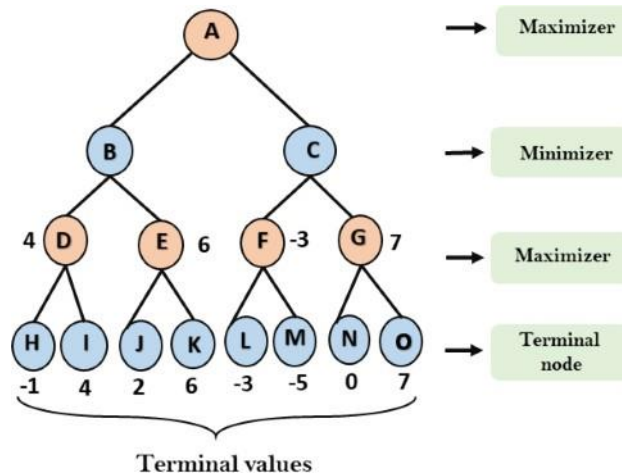 A
Maximizer
B
C
Minimizer
4 D
E 6
F -3
G 7
Maximizer
H I J K L M N O
Terminal
node
-1 4 2 6 -3 -5 0 7
Terminal values